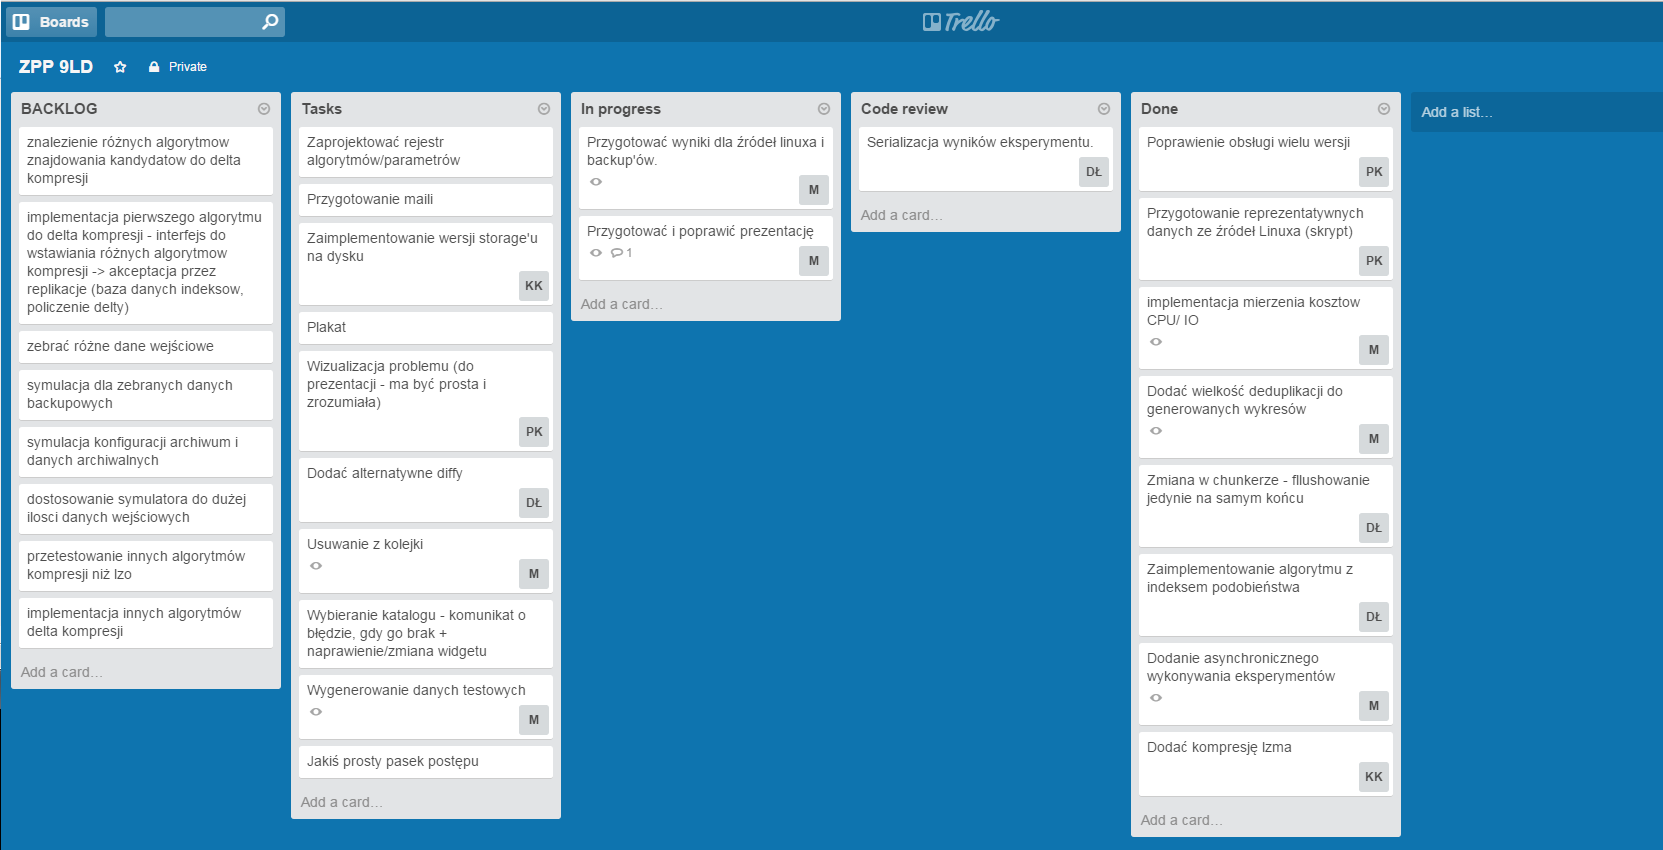 Boards
Trello
ZPP 9LD
Private
BACKLOG
znalezienie różnych algorytmow
znajdowania kandydatow do delta
kompresji
implementacja pierwszego algorytmu
do delta kompresji - interfejs do
wstawiania różnych algorytmow
kompresji -> akceptacja przez
replikacje (baza danych indeksow,
policzenie delty)
zebrać różne dane wejściowe
symulacja dla zebranych danych
backupowych
symulacja konfiguracji archiwum i
danych archiwalnych
dostosowanie symulatora do dużej
ilosci danych wejściowych
przetestowanie innych algorytmów
kompresji niż lzo
implementacja innych algorytmów
delta kompresji
Add a card…
Tasks
Zaprojektować rejestr
algorytmów/parametrów
Przygotowanie maili
Zaimplementowanie wersji storage'u
na dysku
KK
Plakat
Wizualizacja problemu (do
prezentacji - ma być prosta i
zrozumiała)
PK
Dodać alternatywne diffy
DŁ
Usuwanie z kolejki
M
Wybieranie katalogu - komunikat o
błędzie, gdy go brak +
naprawienie/zmiana widgetu
Wygenerowanie danych testowych
M
Jakiś prosty pasek postępu
Add a card…
In progress
Przygotować wyniki dla źródeł linuxa i
backup'ów.
M
Przygotować i poprawić prezentację
1
M
Add a card…
Code review
Serializacja wyników eksperymentu.
DŁ
Add a card…
Done
Poprawienie obsługi wielu wersji
PK
Przygotowanie reprezentatywnych
danych ze źródeł Linuxa (skrypt)
PK
implementacja mierzenia kosztow
CPU/ IO
M
Dodać wielkość deduplikacji do
generowanych wykresów
M
Zmiana w chunkerze - fllushowanie
jedynie na samym końcu
DŁ
Zaimplementowanie algorytmu z
indeksem podobieństwa
DŁ
Dodanie asynchronicznego
wykonywania eksperymentów
M
Dodać kompresję lzma
KK
Add a card…
Add a list…